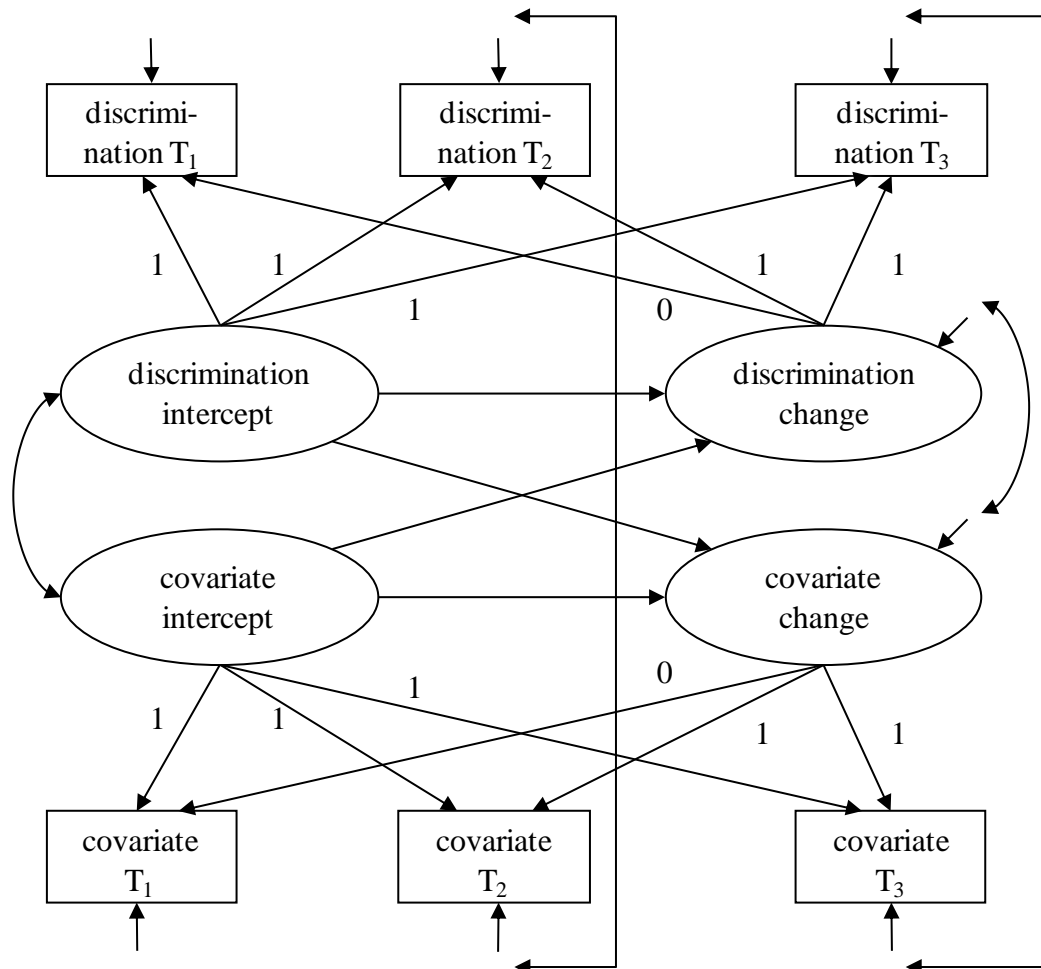 discrimi-
nation T₁
discrimi-
nation T₂
discrimi-
nation T₃
1
1
1
0
1
1
discrimination
intercept
discrimination
change
covariate
intercept
covariate
change
1
1
1
0
1
1
covariate
T₁
covariate
T₂
covariate
T₃